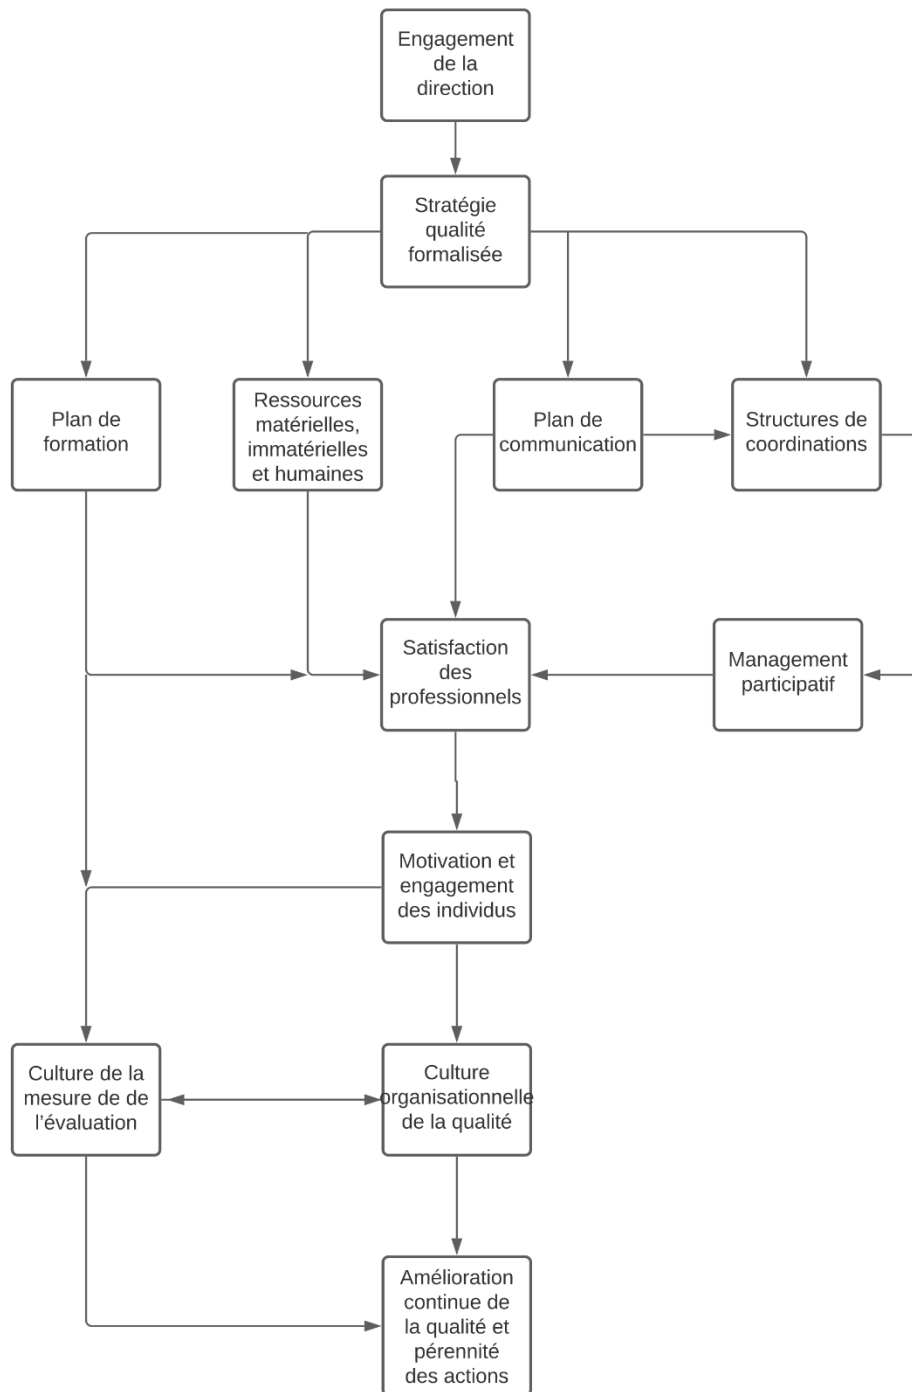 Engagement
de la
direction
Stratégie
qualité
formalisée
Plan de
formation
Ressources
matérielles,
immatérielles
et humaines
Plan de
communication
Structures de
coordinations
Satisfaction
des
professionnels
Management
participatif
Motivation et
engagement
des individus
Culture de la
mesure de de
l'évaluation
Culture
organisationnelle
de la qualité
Amélioration
continue de
la qualité et
pérennité
des actions